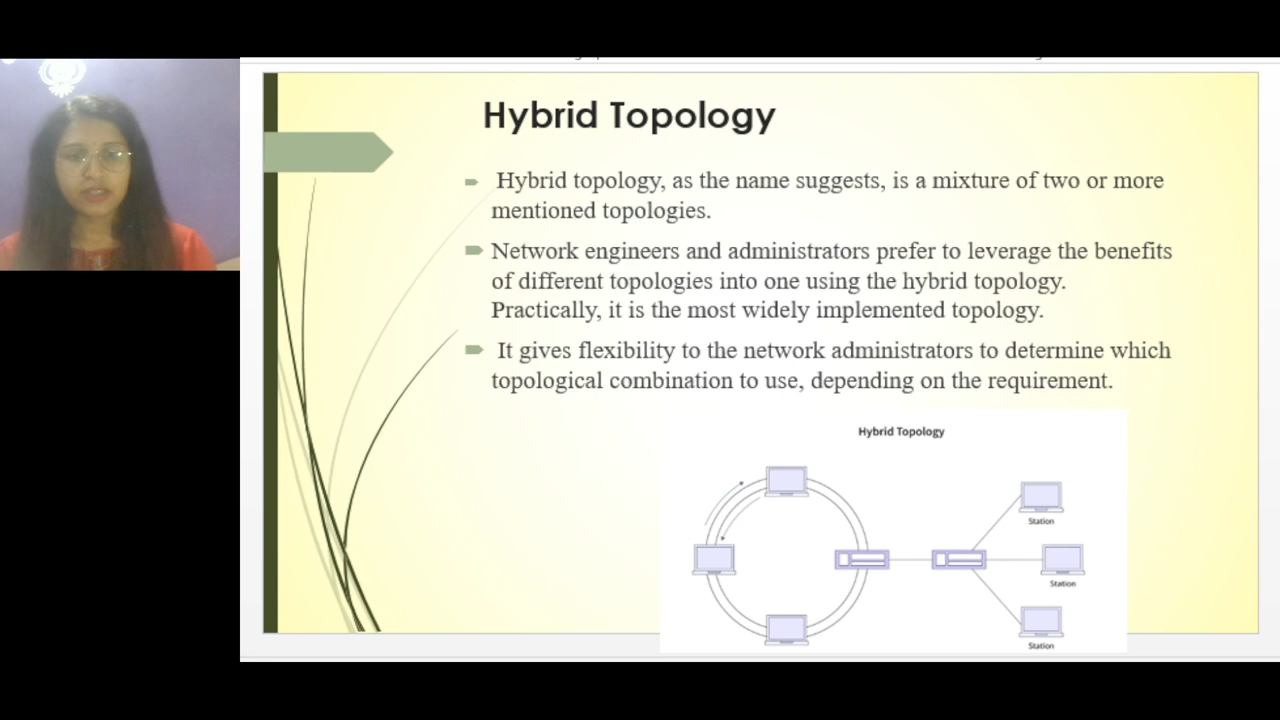 Hybrid Topology
Hybrid topology, as the name suggests, is a mixture of two or more
mentioned topologies.
Network engineers and administrators prefer to leverage the benefits
of different topologies into one using the hybrid topology.
Practically, it is the most widely implemented topology.
It gives flexibility to the network administrators to determine which
topological combination to use, depending on the requirement.
Hybrid Topology
Station
Station
Station